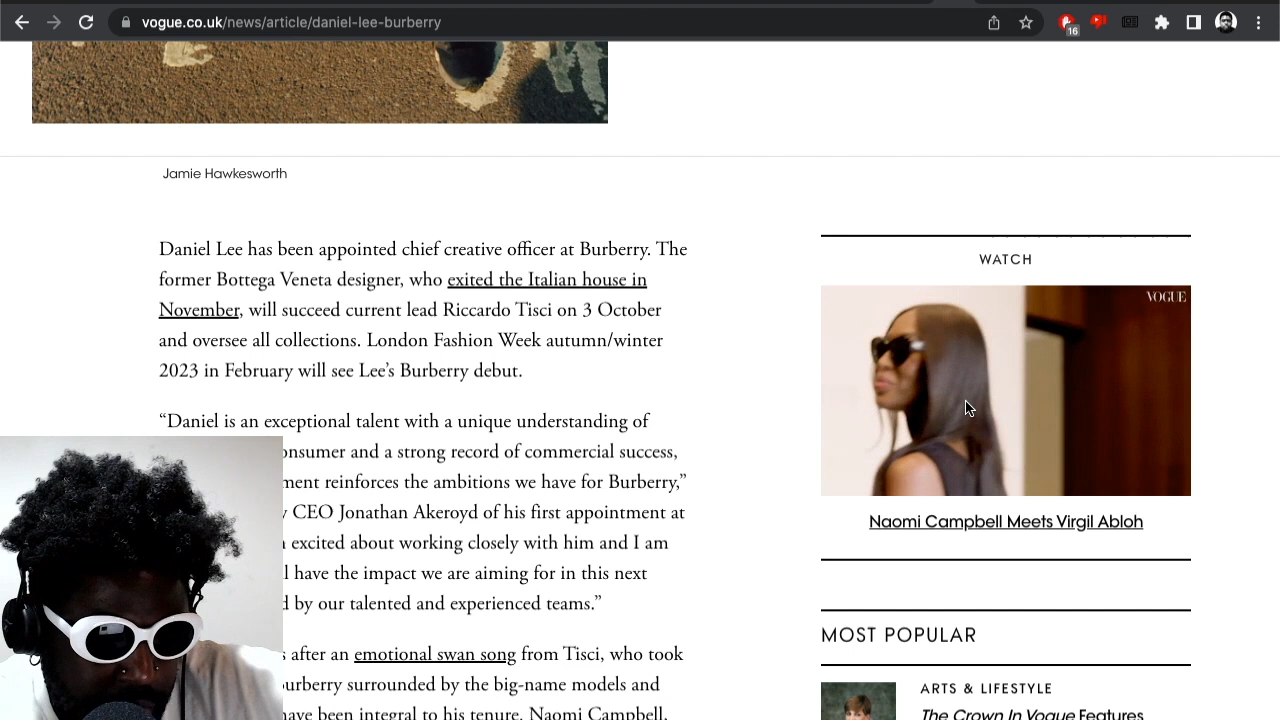 vogue.co.uk/news/article/daniel-lee-burberry
16
Jamie Hawkesworth
Daniel Lee has been appointed chief creative officer at Burberry. The
former Bottega Veneta designer, who exited the Italian house in
November, will succeed current lead Riccardo Tisci on 3 October
and oversee all collections. London Fashion Week autumn/winter
2023 in February will see Lee’s Burberry debut.
“Daniel is an exceptional talent with a unique understanding of
onsumer and a strong record of commercial success,
ment reinforces the ambitions we have for Burberry,”
CEO Jonathan Akeroyd of his first appointment at
excited about working closely with him and I am
l have the impact we are aiming for in this next
d by our talented and experienced teams.”
s after an emotional swan song from Tisci, who took
urberry surrounded by the big-name models and
have been integral to his tenure. Naomi Campbell,
WATCH
VOGUE
Naomi Campbell Meets Virgil Abloh
MOST POPULAR
ARTS & LIFESTYLE
The Crown In Vogue Features